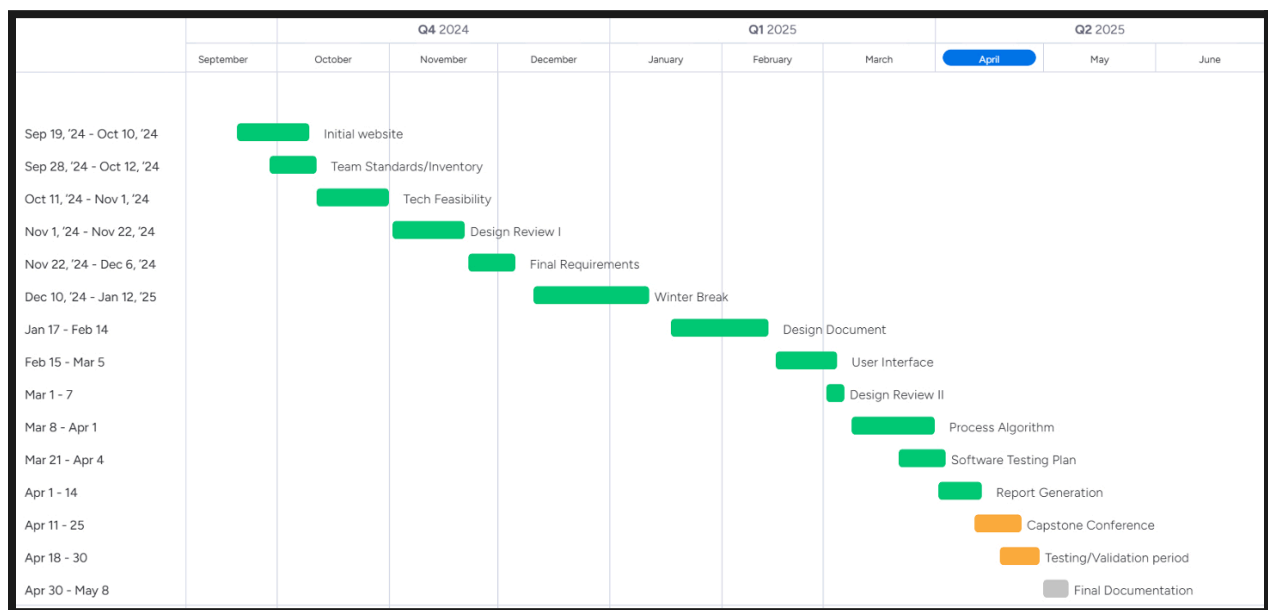 Q4 2024 Q1 2025 Q2 2025
September October November December January February March April May June
Sep 19, '24 - Oct 10, '24 Initial website
Sep 28, '24 - Oct 12, '24 Team Standards/Inventory
Oct 11, '24 - Nov 1, '24 Tech Feasibility
Nov 1, '24 - Nov 22, '24 Design Review I
Nov 22, '24 - Dec 6, '24 Final Requirements
Dec 10, '24 - Jan 12, '25 Winter Break
Jan 17 - Feb 14 Design Document
Feb 15 - Mar 5 User Interface
Mar 1 - 7 Design Review II
Mar 8 - Apr 1 Process Algorithm
Mar 21 - Apr 4 Software Testing Plan
Apr 1 - 14 Report Generation
Apr 11 - 25 Capstone Conference
Apr 18 - 30 Testing/Validation period
Apr 30 - May 8 Final Documentation